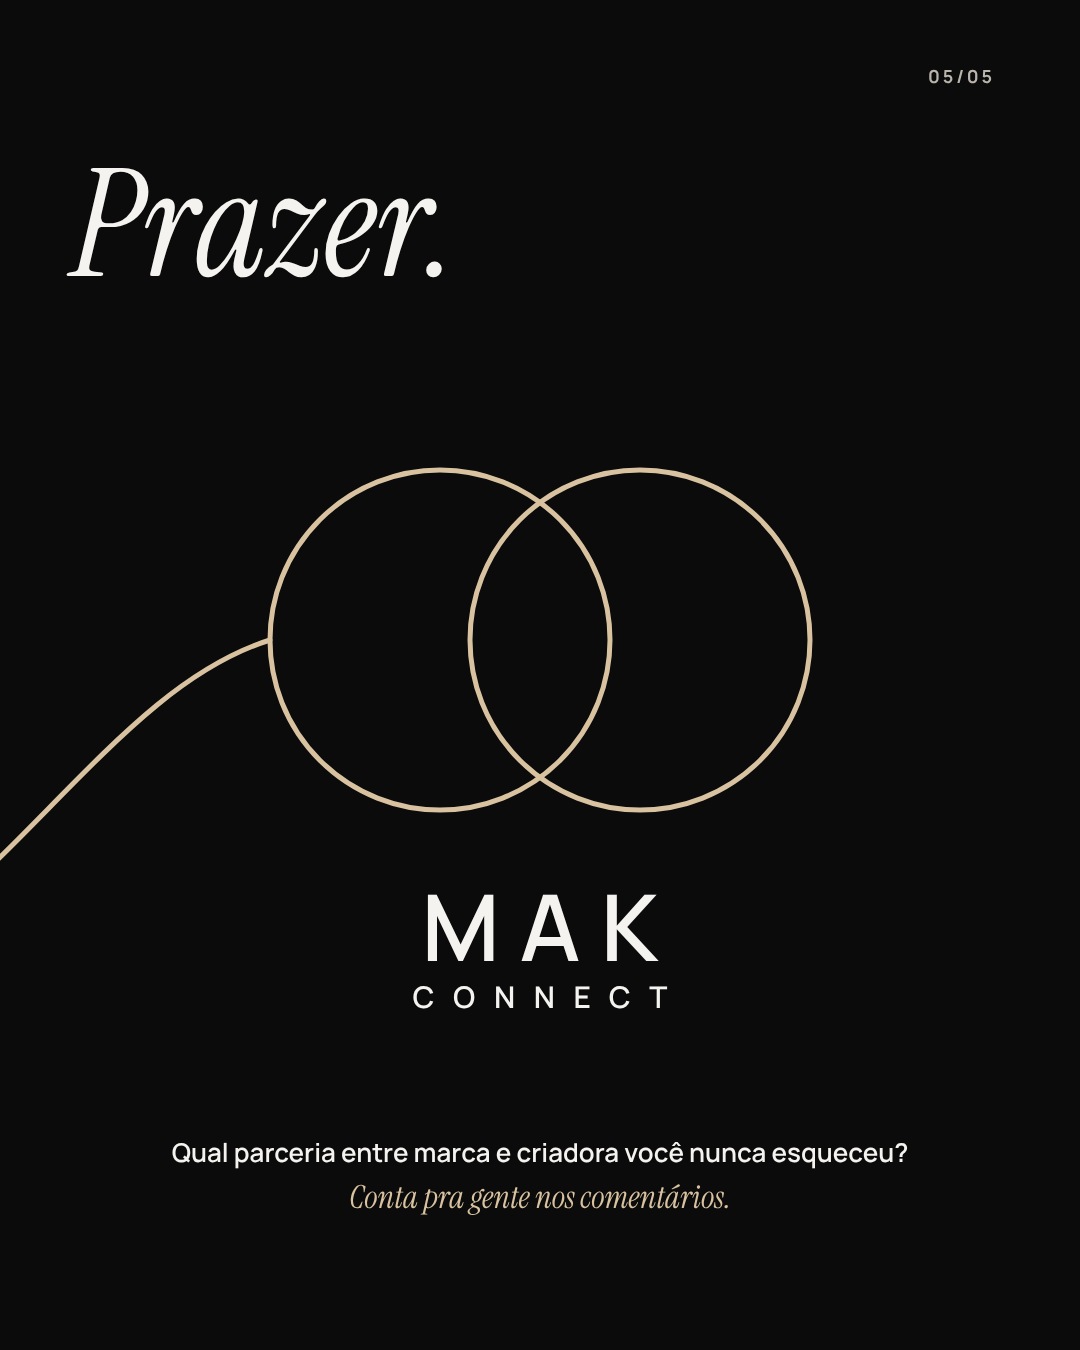 05/05
Prazer.
MAK
CONNECT
Qual parceria entre marca e criadora você nunca esqueceu?
Conta pra gente nos comentários.